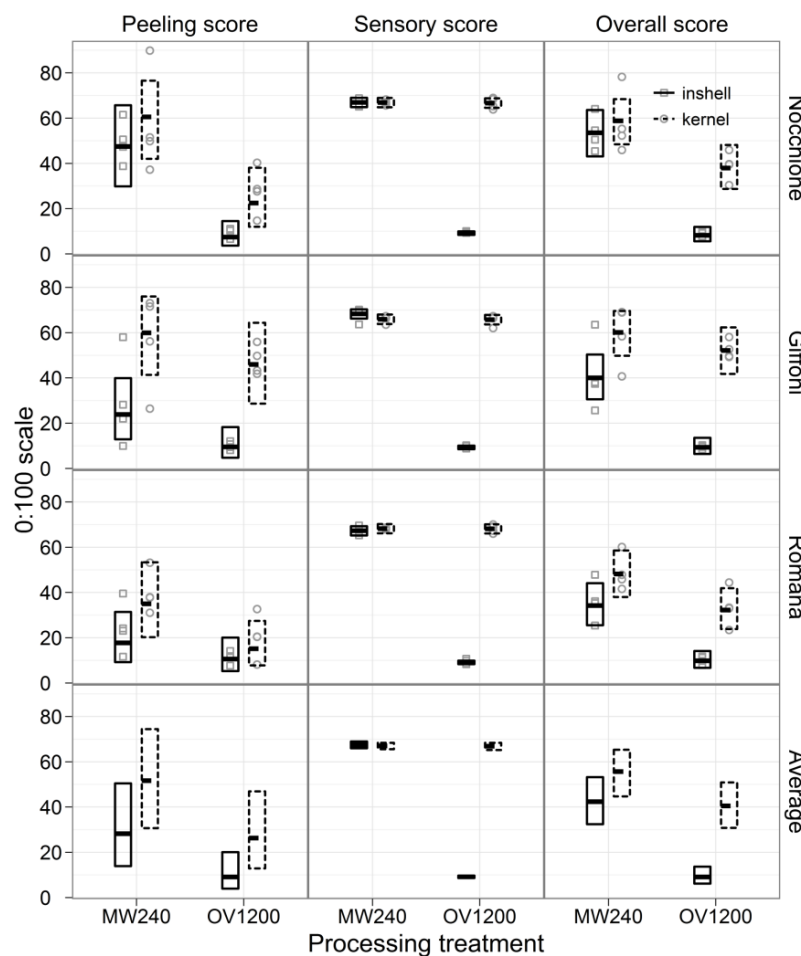 Peeling score Sensory score Overall score
80
60
40
20
0
inshell
kernel
Nocchione
80
60
40
20
0
Giffoni
80
60
40
20
0
Romana
80
60
40
20
0
Average
0:100 scale
MW240 OV1200 MW240 OV1200 MW240 OV1200
Processing treatment